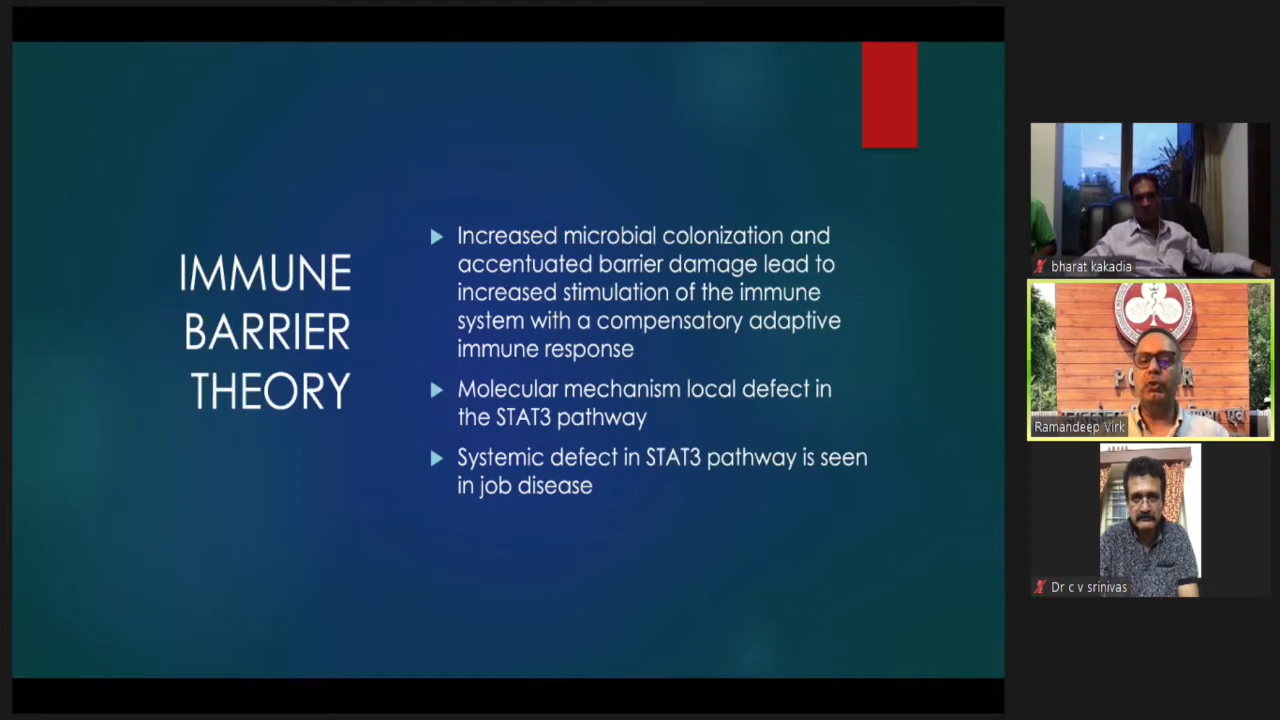 IMMUNE
BARRIER
THEORY
Increased microbial colonization and
accentuated barrier damage lead to
increased stimulation of the immune
system with a compensatory adaptive
immune response
Molecular mechanism local defect in
the STAT3 pathway
Systemic defect in STAT3 pathway is seen
in job disease
bharat kakadia
Ramandeep Virk
Dr c v srinivas